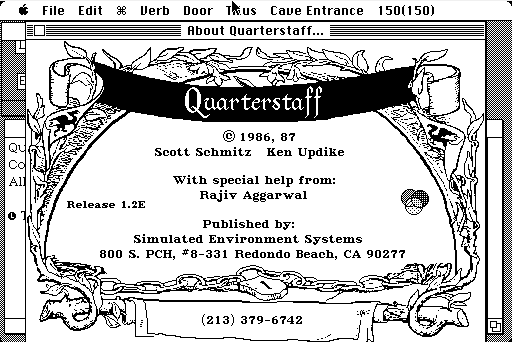 File Edit ⌘ Verb Door Titus Cave Entrance 150(150)
About Quarterstaff...
Quarterstaff
© 1986, 87
Scott Schmitz Ken Updike
With special help from:
Rajiv Aggarwal
Release 1.2E
Published by:
Simulated Environment Systems
800 S. PCH, #8-331 Redondo Beach, CA 90277
(213) 379-6742